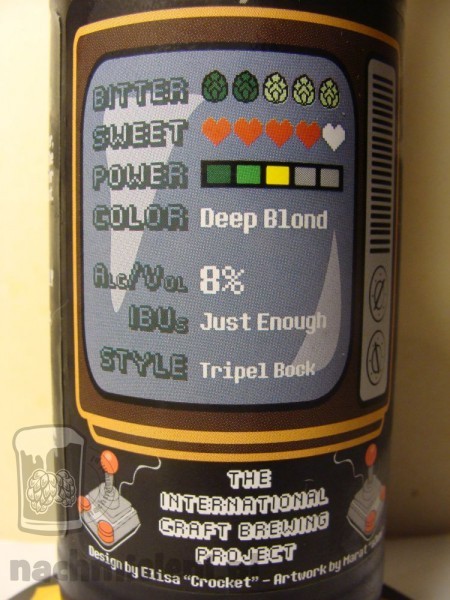 BITTER
SWEET
POWER
COLOR Deep Blond
ALC/VOL 8%
IBUs Just Enough
STYLE Tripel Bock
THE
INTERNATIONAL
CRAFT BREWING
PROJECT
Design by Elisa "Crocket" - Artwork by Marat